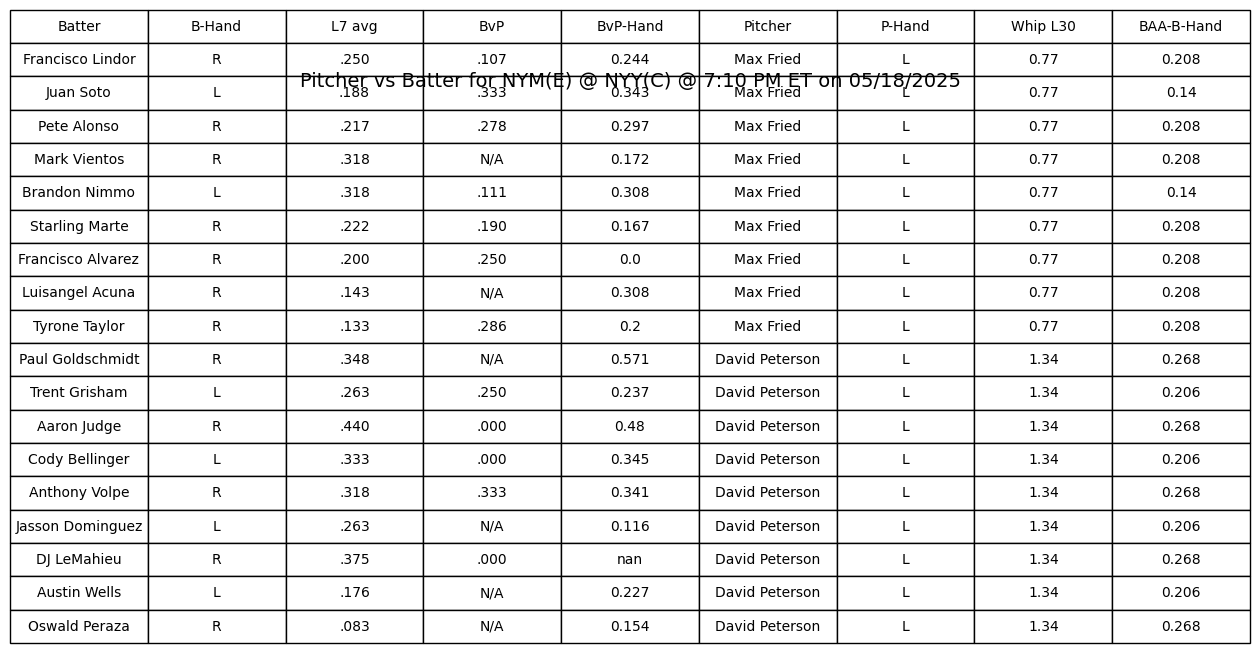 Batter B-Hand L7 avg BvP BvP-Hand Pitcher P-Hand Whip L30 BAA-B-Hand
Francisco Lindor R .250 .107 0.244 Max Fried L 0.77 0.208
Pitcher vs Batter for NYM(E) @ NYY(C) @ 7:10 PM ET on 05/18/2025
Juan Soto L .188 .333 0.343 Max Fried L 0.77 0.14
Pete Alonso R .217 .278 0.297 Max Fried L 0.77 0.208
Mark Vientos R .318 N/A 0.172 Max Fried L 0.77 0.208
Brandon Nimmo L .318 .111 0.308 Max Fried L 0.77 0.14
Starling Marte R .222 .190 0.167 Max Fried L 0.77 0.208
Francisco Alvarez R .200 .250 0.0 Max Fried L 0.77 0.208
Luisangel Acuna R .143 N/A 0.308 Max Fried L 0.77 0.208
Tyrone Taylor R .133 .286 0.2 Max Fried L 0.77 0.208
Paul Goldschmidt R .348 N/A 0.571 David Peterson L 1.34 0.268
Trent Grisham L .263 .250 0.237 David Peterson L 1.34 0.206
Aaron Judge R .440 .000 0.48 David Peterson L 1.34 0.268
Cody Bellinger L .333 .000 0.345 David Peterson L 1.34 0.206
Anthony Volpe R .318 .333 0.341 David Peterson L 1.34 0.268
Jasson Dominguez L .263 N/A 0.116 David Peterson L 1.34 0.206
DJ LeMahieu R .375 .000 nan David Peterson L 1.34 0.268
Austin Wells L .176 N/A 0.227 David Peterson L 1.34 0.206
Oswald Peraza R .083 N/A 0.154 David Peterson L 1.34 0.268